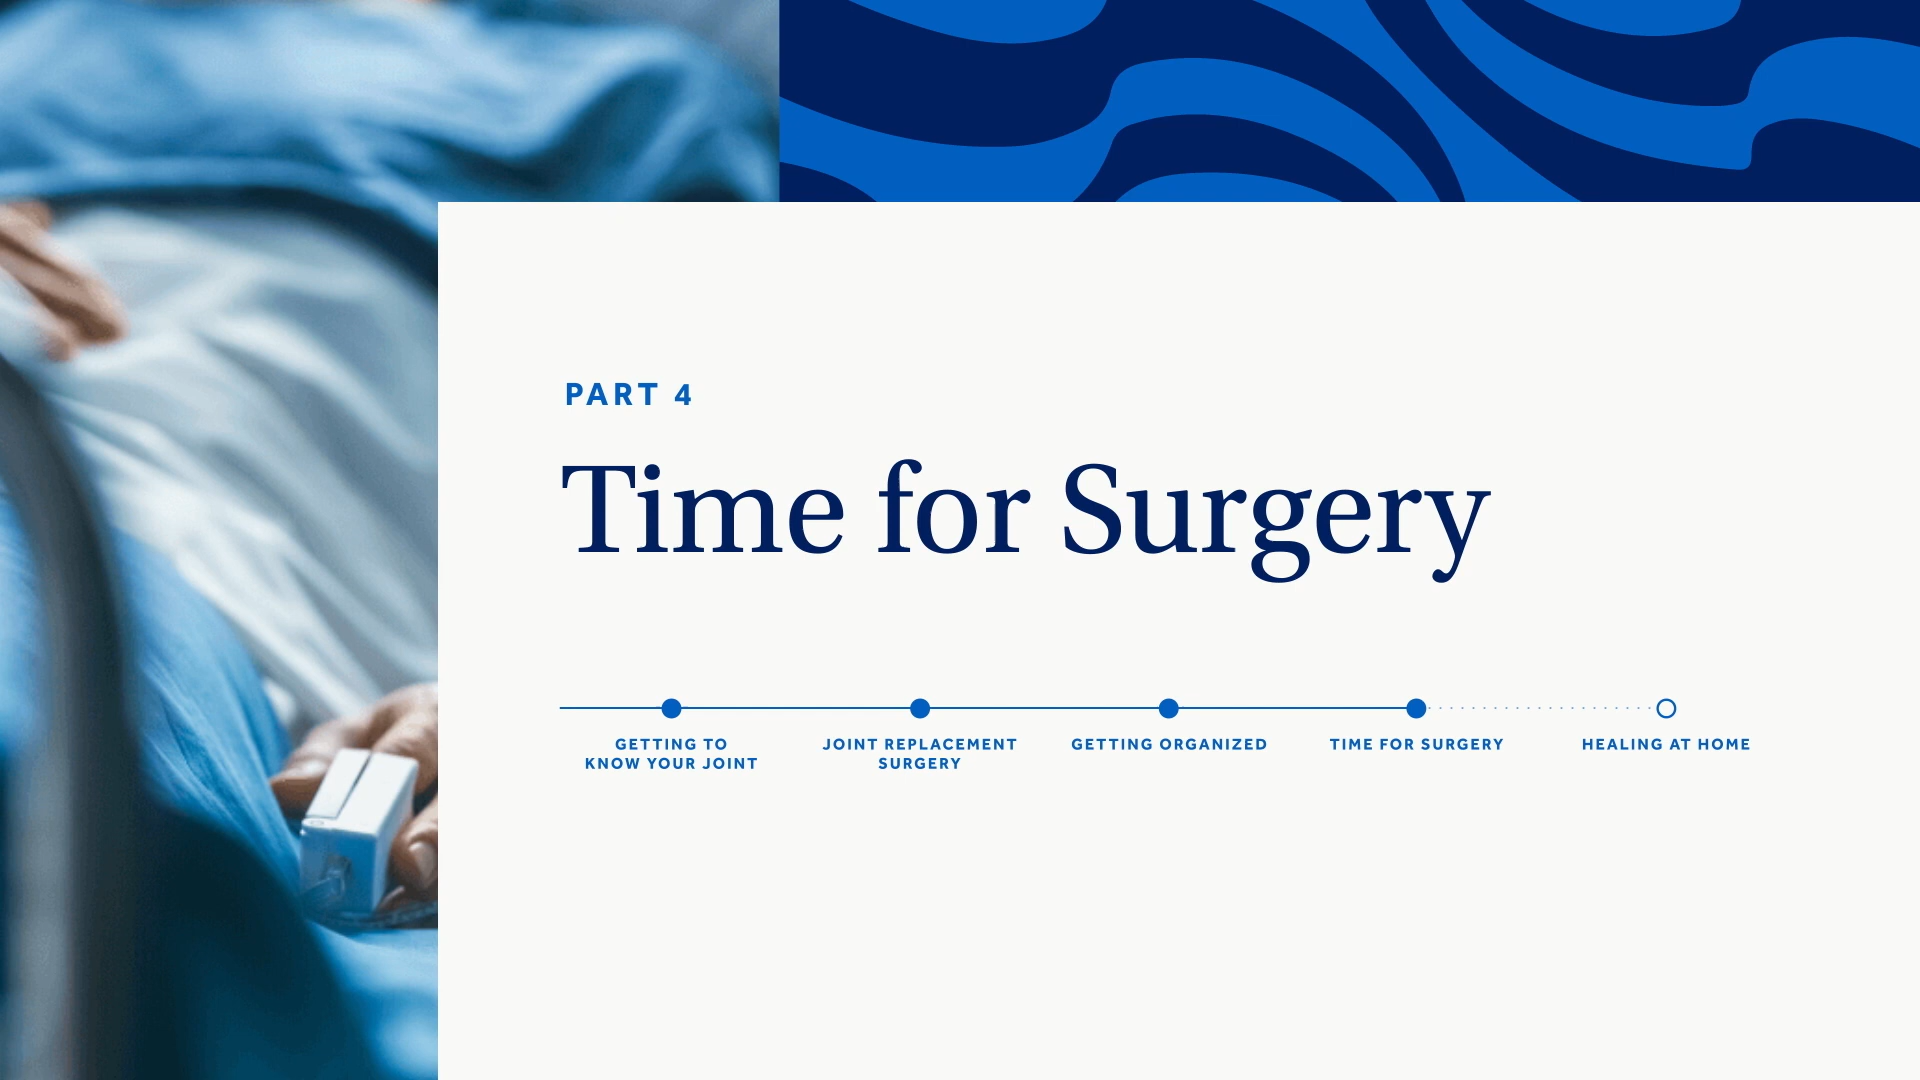 PART 4
Time for Surgery
GETTING TO
KNOW YOUR JOINT
JOINT REPLACEMENT
SURGERY
GETTING ORGANIZED
TIME FOR SURGERY
HEALING AT HOME